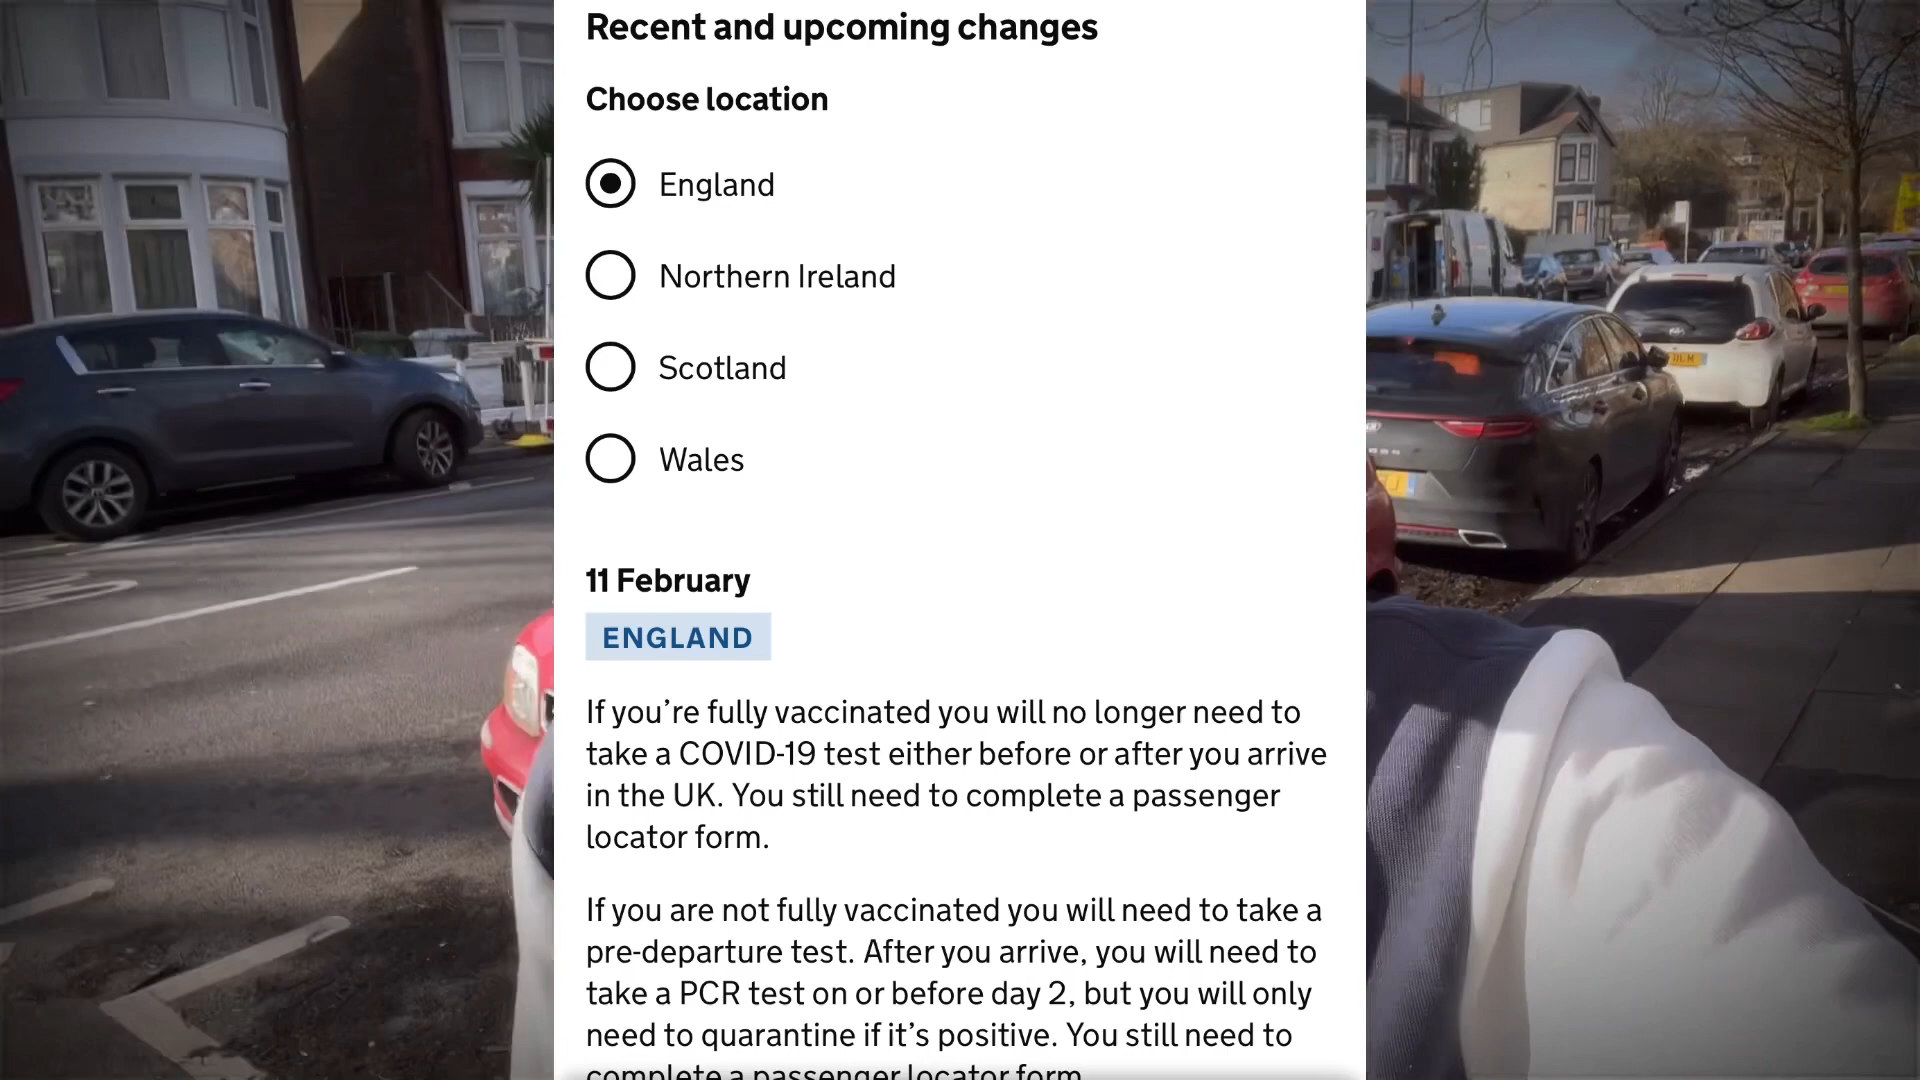 Recent and upcoming changes
Choose location
England
Northern Ireland
Scotland
Wales
11 February
ENGLAND
If you’re fully vaccinated you will no longer need to
take a COVID-19 test either before or after you arrive
in the UK. You still need to complete a passenger
locator form.
If you are not fully vaccinated you will need to take a
pre-departure test. After you arrive, you will need to
take a PCR test on or before day 2, but you will only
need to quarantine if it’s positive. You still need to
complete a passenger locator form.